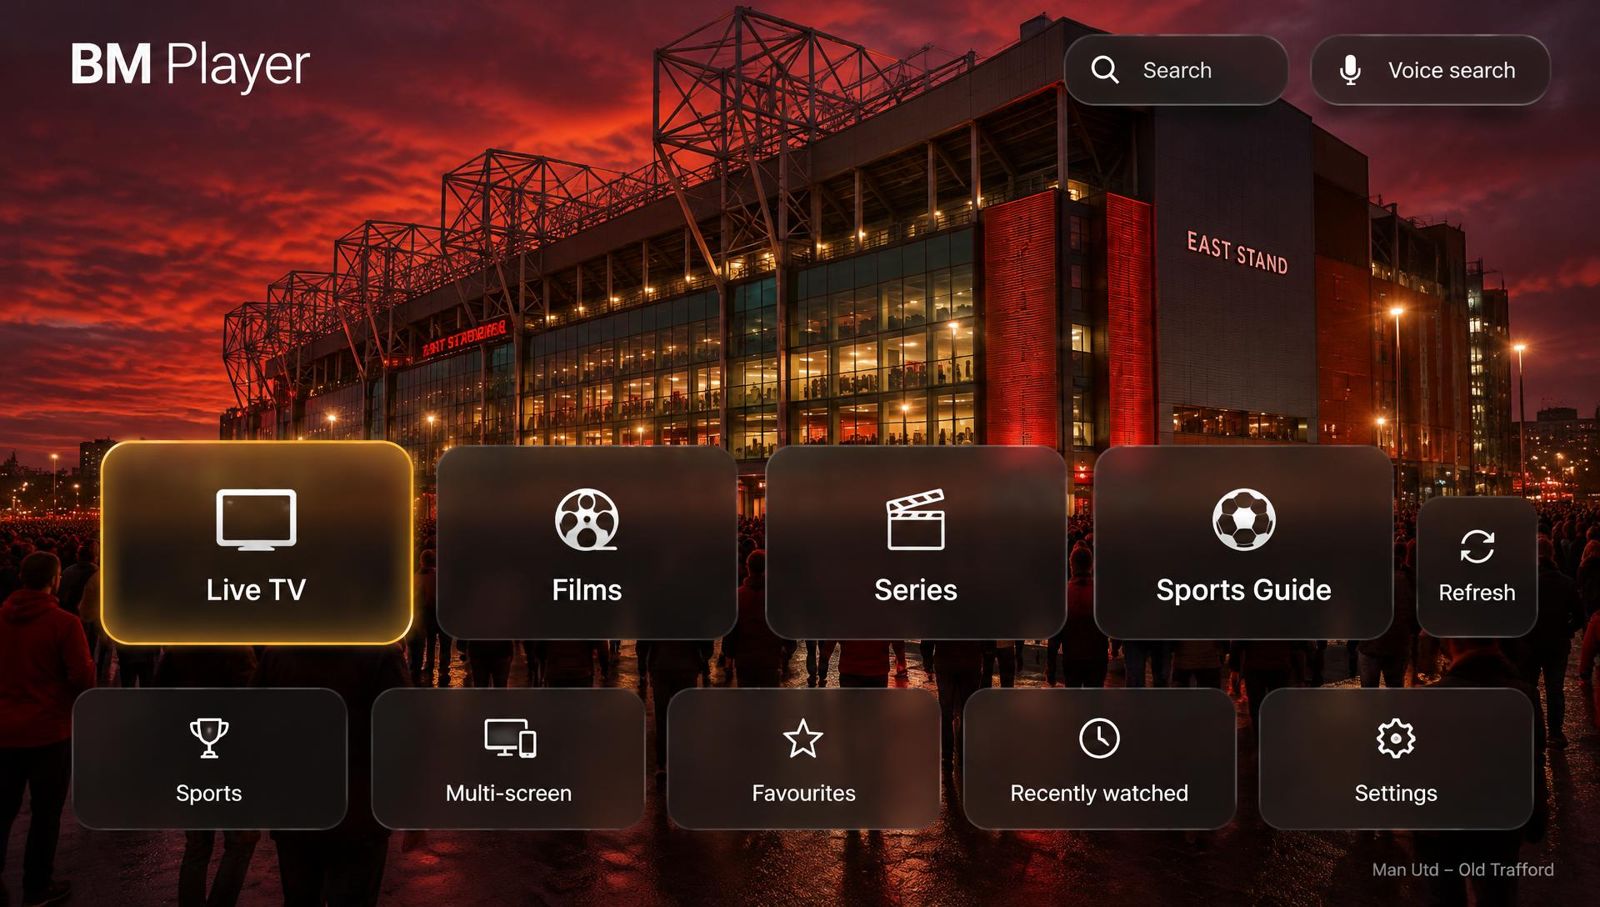 BM Player
Search
Voice search
EAST STAND
Live TV
Films
Series
Sports Guide
Refresh
Sports
Multi-screen
Favourites
Recently watched
Settings
Man Utd – Old Trafford